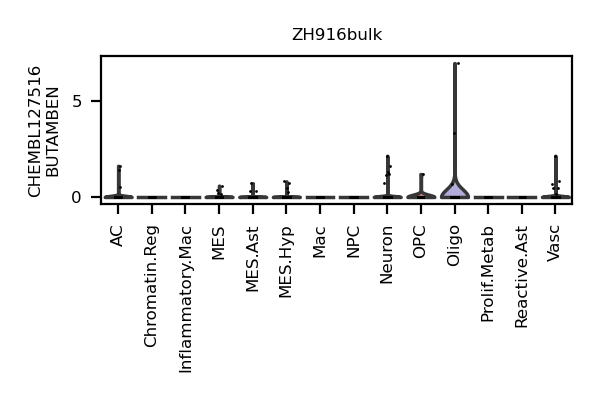 ZH916bulk
CHEMBL127516
BUTAMBEN
5
0
AC
Chromatin.Reg
Inflammatory.Mac
MES
MES.Ast
MES.Hyp
Mac
NPC
Neuron
OPC
Oligo
Prolif.Metab
Reactive.Ast
Vasc